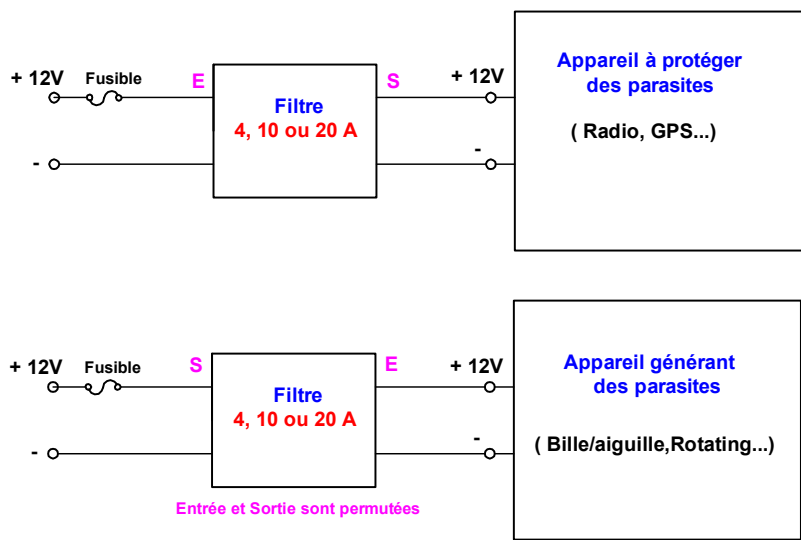 Appareil à protéger
des parasites
( Radio, GPS...)
+ 12V
Fusible
E
S
+ 12V
Filtre
4, 10 ou 20 A
-
-
Appareil générant
des parasites
( Bille/aiguille,Rotating...)
+ 12V
Fusible
S
E
+ 12V
Filtre
4, 10 ou 20 A
-
-
Entrée et Sortie sont permutées